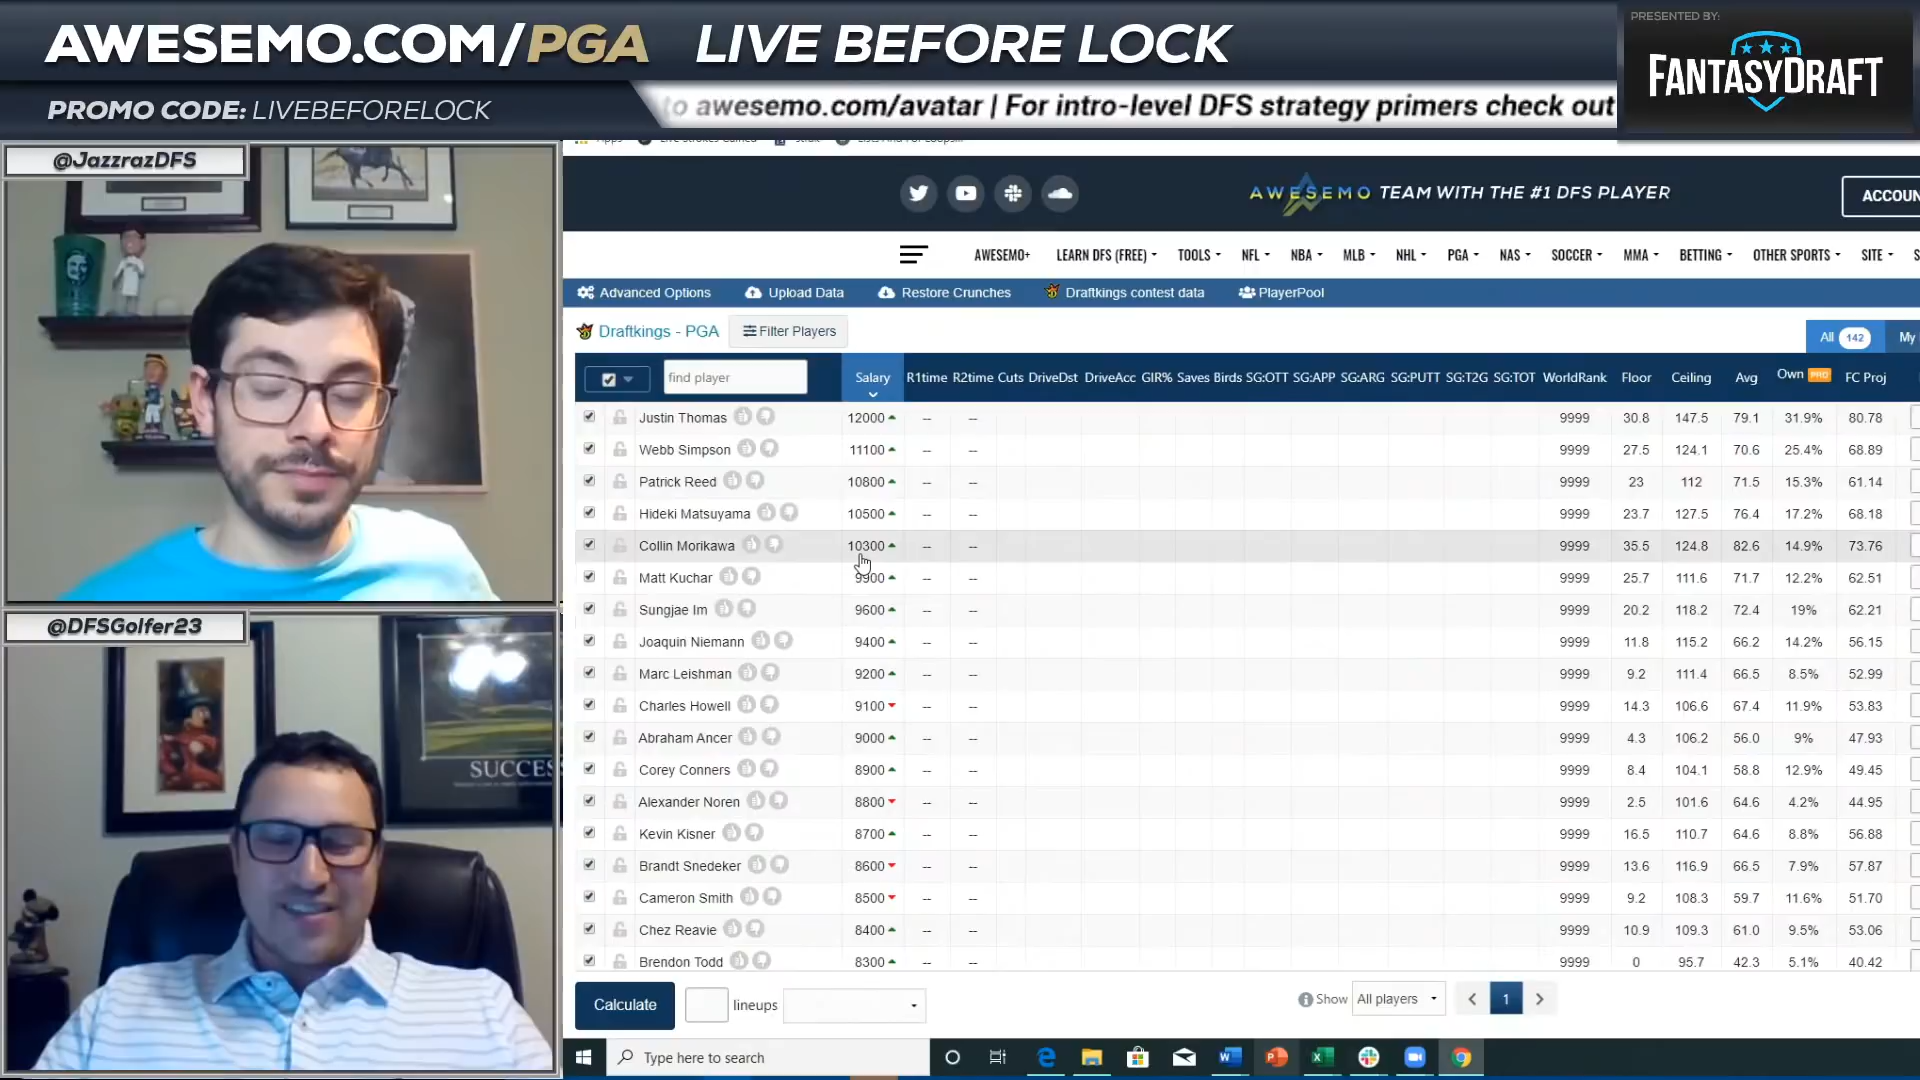 AWESEMO.COM/PGA LIVE BEFORE LOCK
PRESENTED BY:
FANTASYDRAFT
PROMO CODE: LIVEBEFORELOCK
to awesemo.com/avatar | For intro-level DFS strategy primers check out
@JazzrazDFS
@DFSGolfer23
SUCCES
AWESEMO TEAM WITH THE #1 DFS PLAYER
ACCOUN
AWESEMO+ LEARN DFS (FREE) TOOLS NFL NBA MLB NHL PGA NAS SOCCER MMA BETTING OTHER SPORTS SITE S
Advanced Options Upload Data Restore Crunches Draftkings contest data PlayerPool
Draftkings - PGA Filter Players
All 142 My
find player Salary R1time R2time Cuts DriveDst DriveAcc GIR% Saves Birds SG:OTT SG:APP SG:ARG SG:PUTT SG:T2G SG:TOT WorldRank Floor Ceiling Avg Own PRO FC Proj
Justin Thomas 12000 -- -- 9999 30.8 147.5 79.1 31.9% 80.78
Webb Simpson 11100 -- -- 9999 27.5 124.1 70.6 25.4% 68.89
Patrick Reed 10800 -- -- 9999 23 112 71.5 15.3% 61.14
Hideki Matsuyama 10500 -- -- 9999 23.7 127.5 76.4 17.2% 68.18
Collin Morikawa 10300 -- -- 9999 35.5 124.8 82.6 14.9% 73.76
Matt Kuchar 9900 -- -- 9999 25.7 111.6 71.7 12.2% 62.51
Sungjae Im 9600 -- -- 9999 20.2 118.2 72.4 19% 62.21
Joaquin Niemann 9400 -- -- 9999 11.8 115.2 66.2 14.2% 56.15
Marc Leishman 9200 -- -- 9999 9.2 111.4 66.5 8.5% 52.99
Charles Howell 9100 -- -- 9999 14.3 106.6 67.4 11.9% 53.83
Abraham Ancer 9000 -- -- 9999 4.3 106.2 56.0 9% 47.93
Corey Conners 8900 -- -- 9999 8.4 104.1 58.8 12.9% 49.45
Alexander Noren 8800 -- -- 9999 2.5 101.6 64.6 4.2% 44.95
Kevin Kisner 8700 -- -- 9999 16.5 110.7 64.6 8.8% 56.88
Brandt Snedeker 8600 -- -- 9999 13.6 116.9 66.5 7.9% 57.87
Cameron Smith 8500 -- -- 9999 9.2 108.3 59.7 11.6% 51.70
Chez Reavie 8400 -- -- 9999 10.9 109.3 61.0 9.5% 53.06
Brendon Todd 8300 -- -- 9999 0 95.7 42.3 5.1% 40.42
Calculate lineups Show All players 1
Type here to search